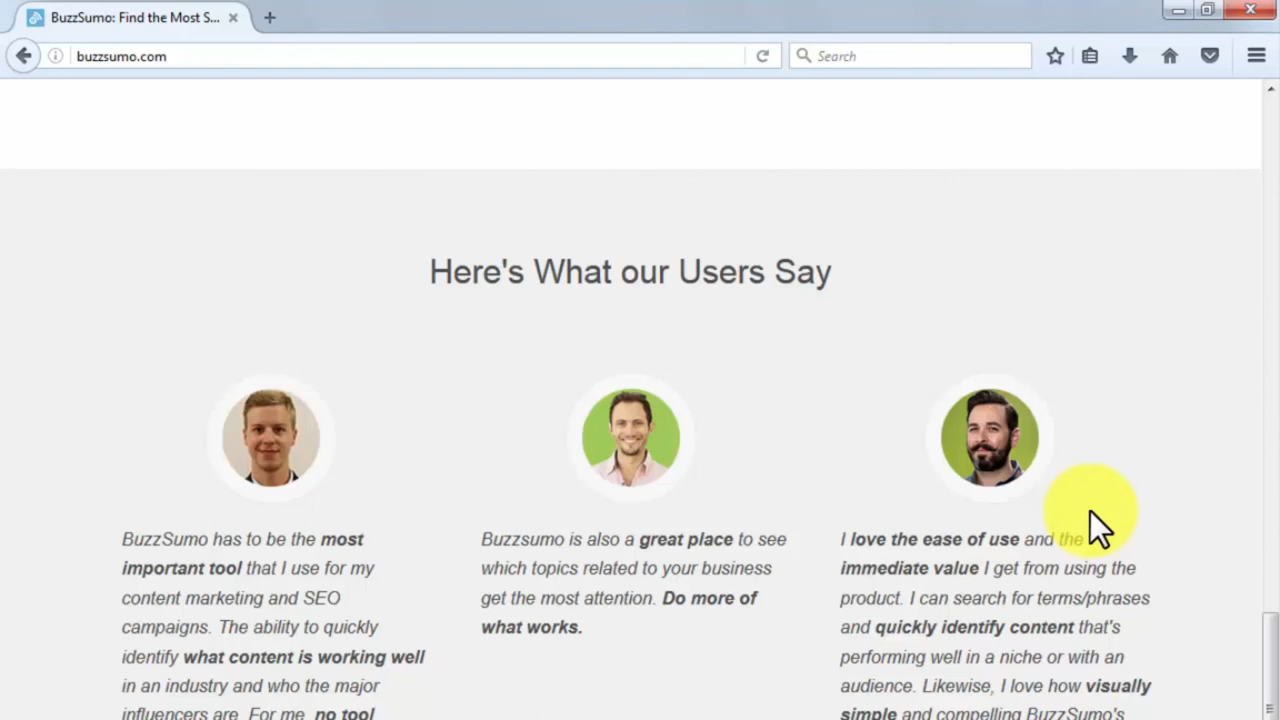 BuzzSumo: Find the Most S...
buzzsumo.com
Search
Here's What our Users Say
BuzzSumo has to be the most
important tool that I use for my
content marketing and SEO
campaigns. The ability to quickly
identify what content is working well
in an industry and who the major
influencers are. For me, no tool
Buzzsumo is also a great place to see
which topics related to your business
get the most attention. Do more of
what works.
I love the ease of use and the
immediate value I get from using the
product. I can search for terms/phrases
and quickly identify content that's
performing well in a niche or with an
audience. Likewise, I love how visually
simple and compelling BuzzSumo's